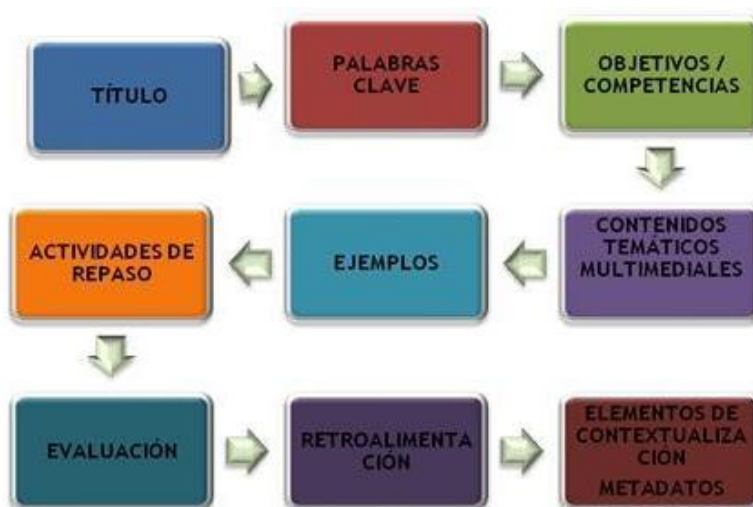 TÍTULO
PALABRAS
CLAVE
OBJETIVOS /
COMPETENCIAS
CONTENIDOS
TEMÁTICOS
MULTIMEDIALES
EJEMPLOS
ACTIVIDADES DE
REPASO
EVALUACIÓN
RETROALIMENTA
CIÓN
ELEMENTOS DE
CONTEXTUALIZA
CIÓN
METADATOS